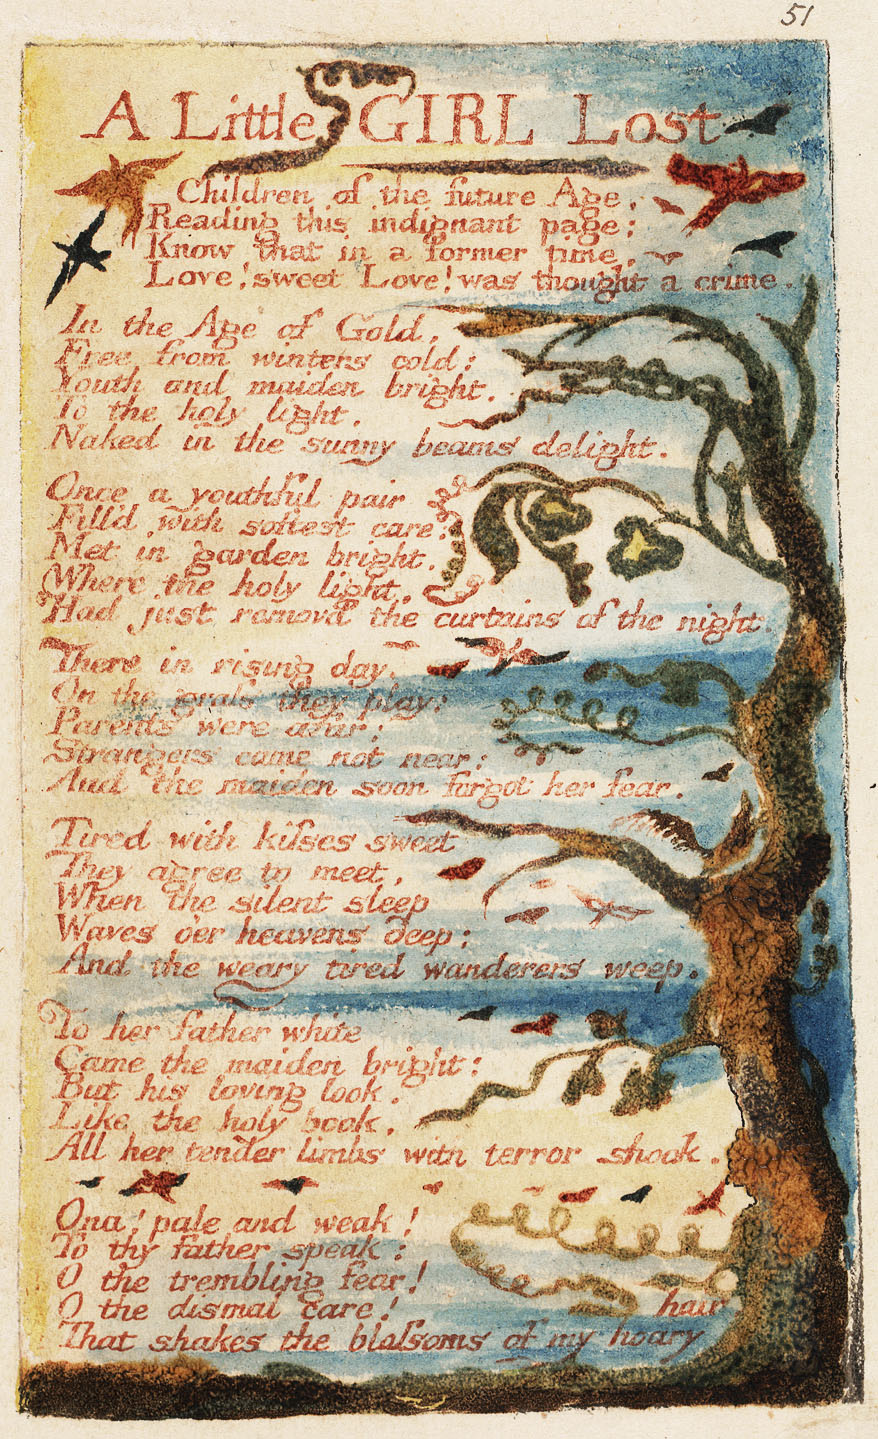 51
A Little GIRL Lost
Children of the future Age,
Reading this indignant page:
Know that in a former time,
Love! sweet Love! was thought a crime.
In the Age of Gold,
Free from winters cold:
Youth and maiden bright,
To the holy light,
Naked in the sunny beams delight.
Once a youthful pair
Fill'd with softest care:
Met in garden bright,
Where the holy light,
Had just remov'd the curtains of the night.
There in rising day,
On the grass they play:
Parents were afar:
Strangers came not near:
And the maiden soon forgot her fear.
Tired with kiſses sweet
They agree to meet,
When the silent sleep
Waves o'er heavens deep:
And the weary tired wanderers weep.
To her father white
Came the maiden bright:
But his loving look,
Like the holy book,
All her tender limbs with terror shook.
Ona! pale and weak!
To thy father speak:
O the trembling fear!
O the dismal care!
That shakes the bloſsoms of my hoary hair